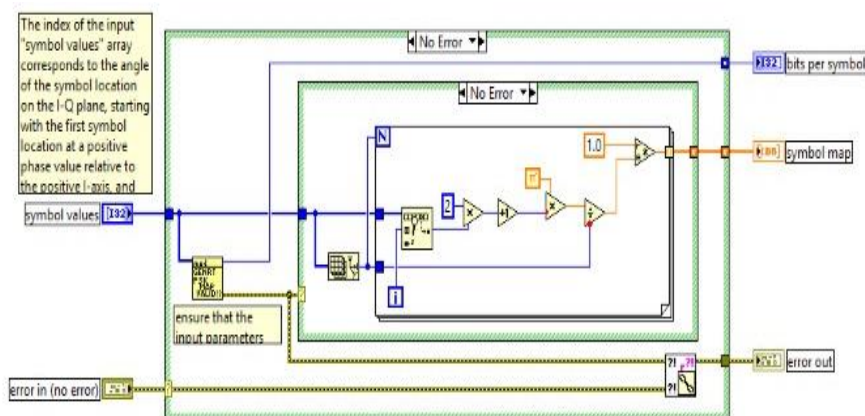 The index of the input
"symbol values" array
corresponds to the angle
of the symbol location
on the I-Q plane, starting
with the first symbol
location at a positive
phase value relative to
the positive I-axis, and
No Error
bits per symbol
No Error
N
1.0
symbol map
symbol values
I32
2
π
+1
i
ensure that the
input parameters
error in (no error)
?!
?!
error out
I32